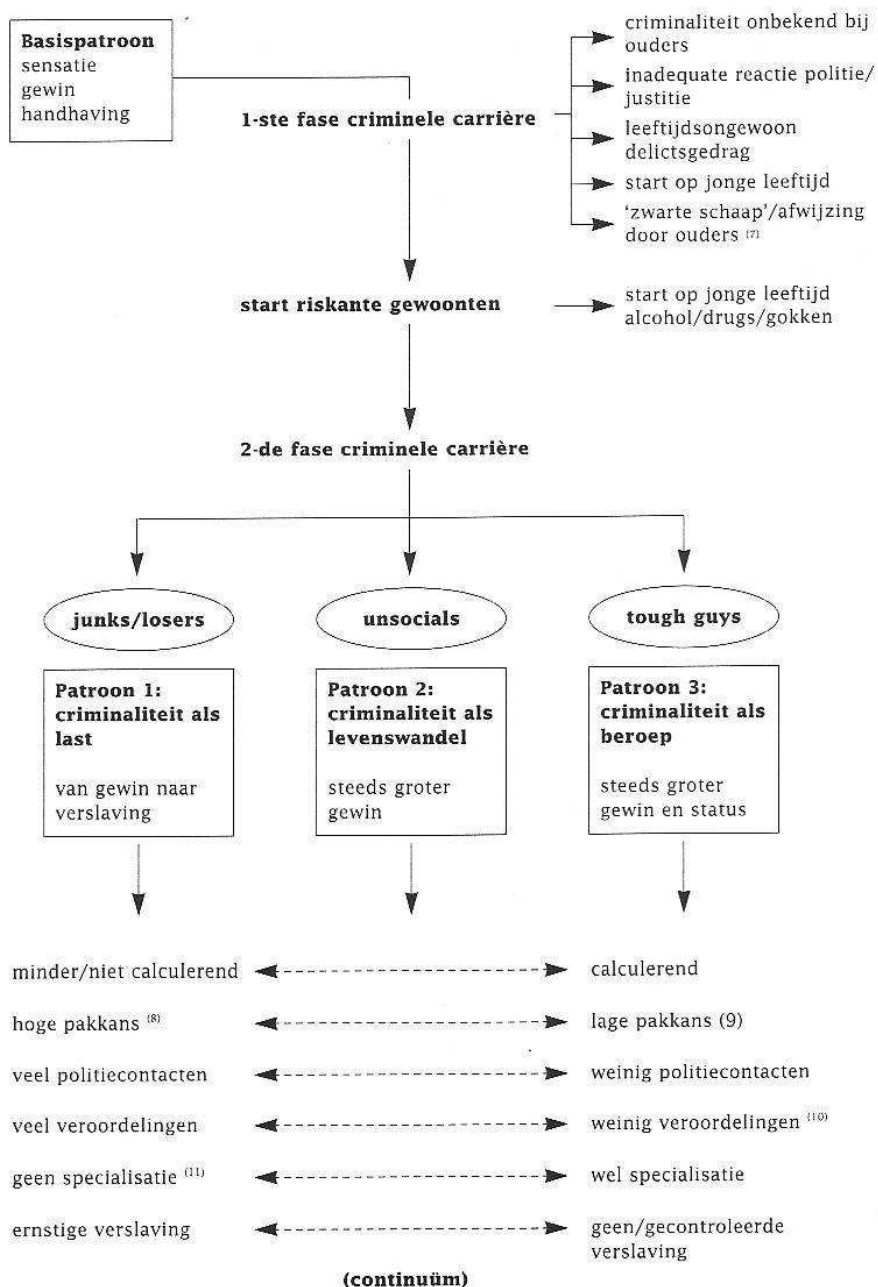 Basispatroon
sensatie
gewin
handhaving
1-ste fase criminele carrière
criminaliteit onbekend bij
ouders
inadequate reactie politie/
justitie
leeftijdsongewoon
delictsgedrag
start op jonge leeftijd
‘zwarte schaap’/afwijzing
door ouders (7)
start riskante gewoonten
start op jonge leeftijd
alcohol/drugs/gokken
2-de fase criminele carrière
junks/losers
unsocials
tough guys
Patroon 1:
criminaliteit als
last
van gewin naar
verslaving
Patroon 2:
criminaliteit als
levenswandel
steeds groter
gewin
Patroon 3:
criminaliteit als
beroep
steeds groter
gewin en status
minder/niet calculerend
calculerend
hoge pakkans (8)
lage pakkans (9)
veel politiecontacten
weinig politiecontacten
veel veroordelingen
weinig veroordelingen (10)
geen specialisatie (11)
wel specialisatie
ernstige verslaving
geen/gecontroleerde
verslaving
(continuüm)